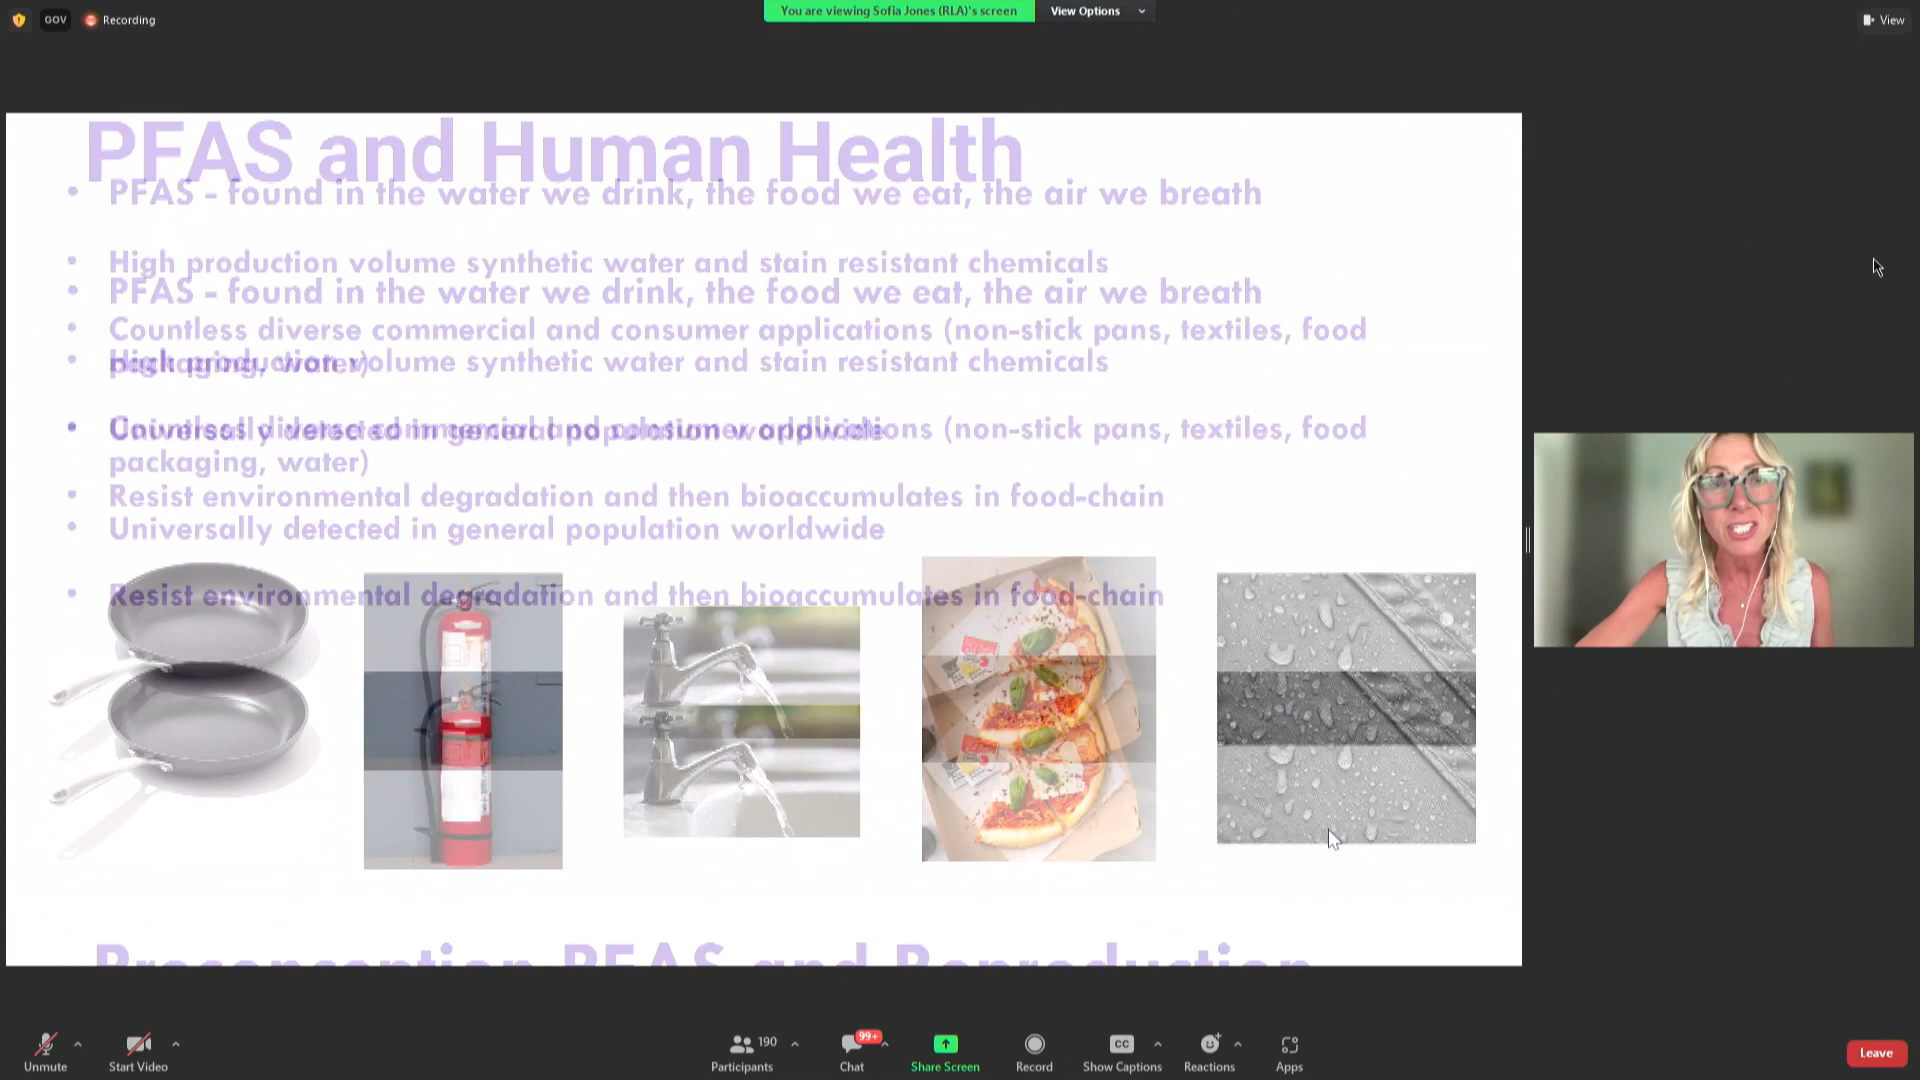 GOV
Recording
You are viewing Sofia Jones (RLA)'s screen
View Options
View
PFAS and Human Health
• PFAS - found in the water we drink, the food we eat, the air we breath
• High production volume synthetic water and stain resistant chemicals
• PFAS - found in the water we drink, the food we eat, the air we breath
• Countless diverse commercial and consumer applications (non-stick pans, textiles, food
packaging, water)
• High production volume synthetic water and stain resistant chemicals
• Universally detected in general population worldwide
• Countless diverse commercial and consumer applications (non-stick pans, textiles, food
packaging, water)
• Resist environmental degradation and then bioaccumulates in food-chain
• Universally detected in general population worldwide
• Resist environmental degradation and then bioaccumulates in food-chain
Preconception PFAS and Reproduction
Unmute
Start Video
190
Participants
99+
Chat
Share Screen
Record
CC
Show Captions
Reactions
Apps
Leave